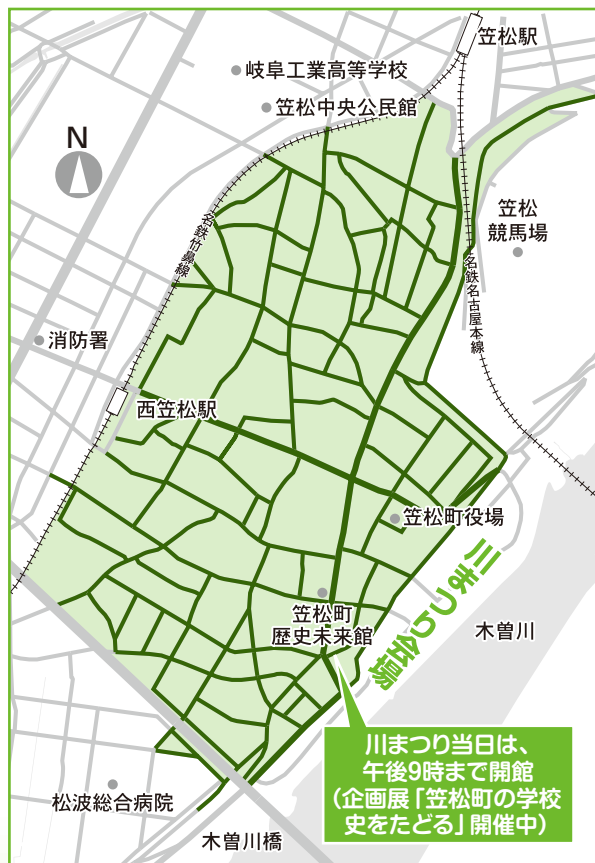 笠松駅
岐阜工業高等学校
笠松中央公民館
N
名鉄竹鼻線
笠松
競馬場
名鉄名古屋本線
消防署
西笠松駅
笠松町役場
川まつり会場
笠松町
歴史未来館
木曽川
川まつり当日は、
午後9時まで開館
(企画展「笠松町の学校
史をたどる」開催中)
松波総合病院
木曽川橋